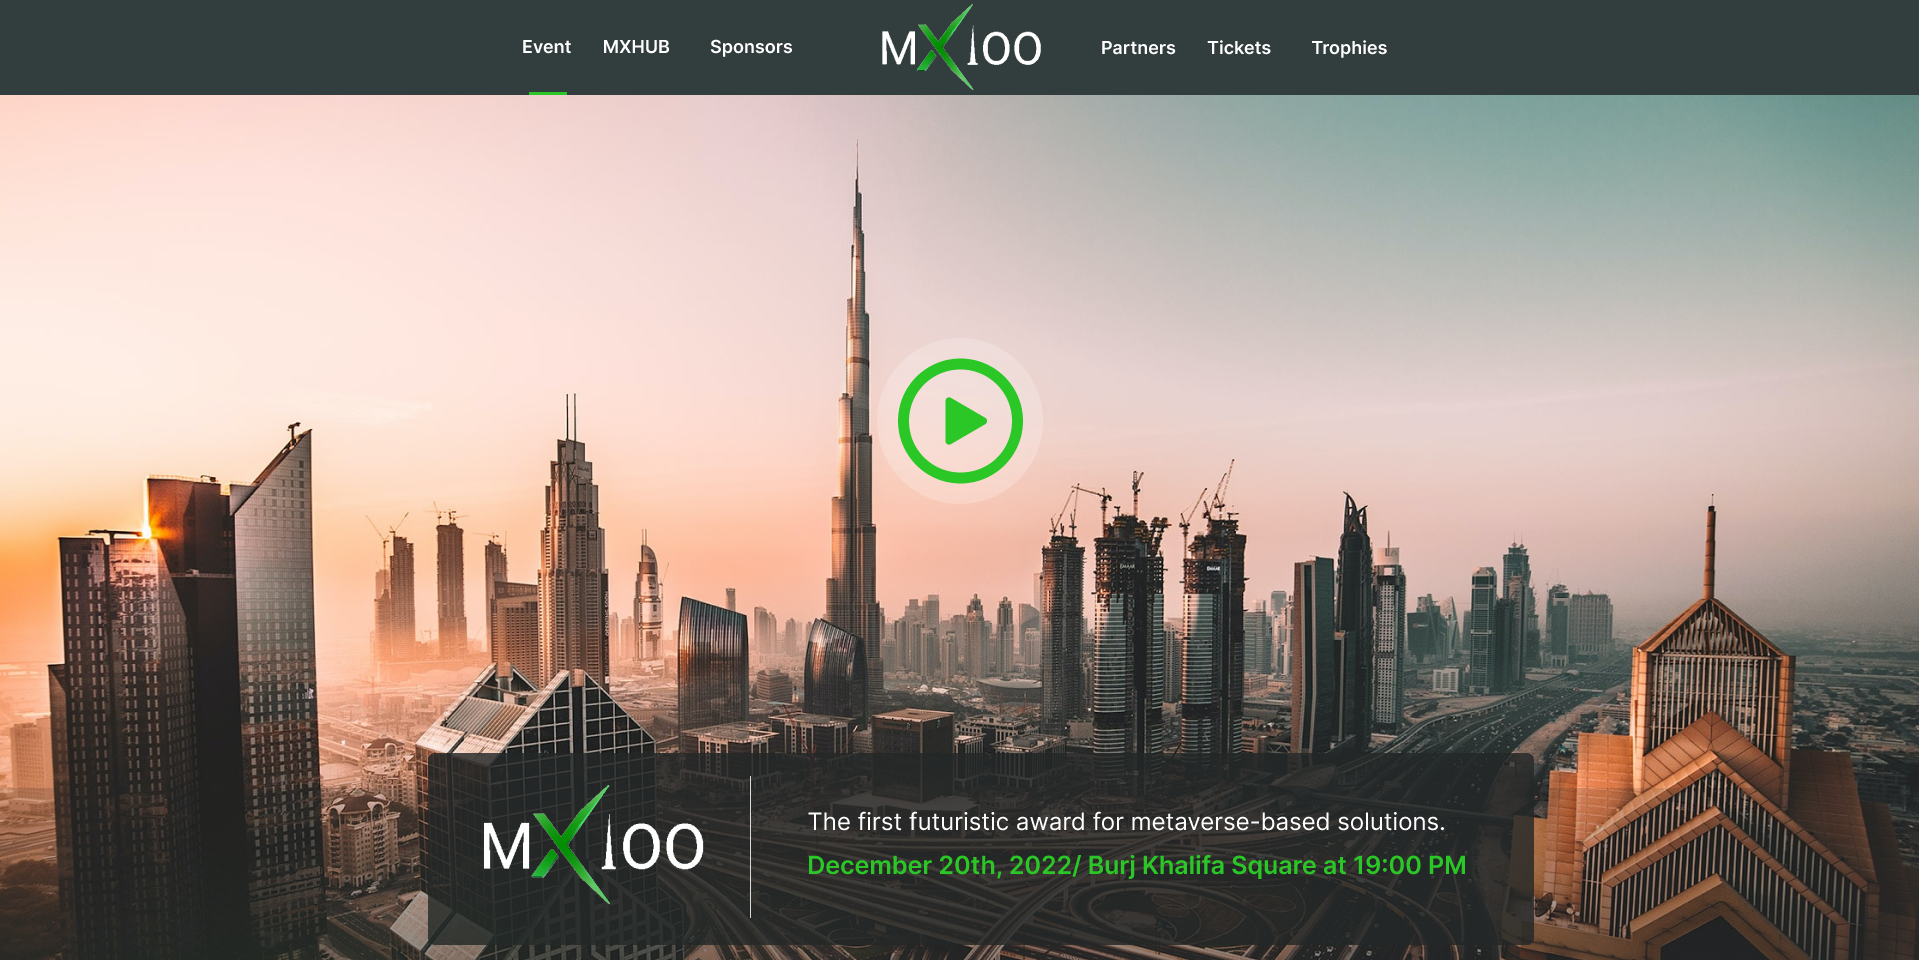 Event MXHUB Sponsors MX100 Partners Tickets Trophies
EMAAR
MX100
The first futuristic award for metaverse-based solutions.
December 20th, 2022/ Burj Khalifa Square at 19:00 PM